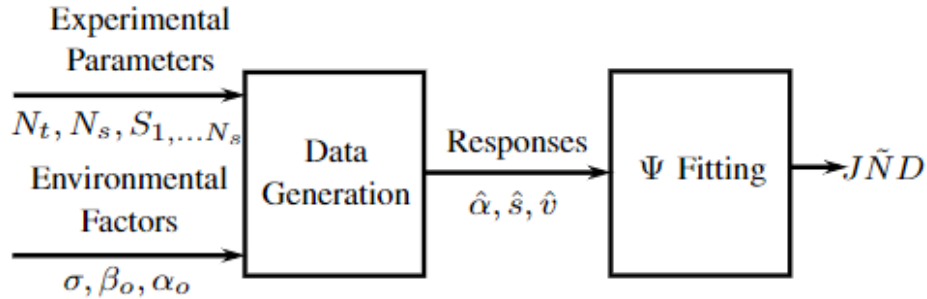 Experimental
Parameters
N_t, N_s, S_{1,...N_s}
Environmental
Factors
σ, β_o, α_o
Data
Generation
Responses
α̂, ŝ, v̂
Ψ Fitting
JÑD